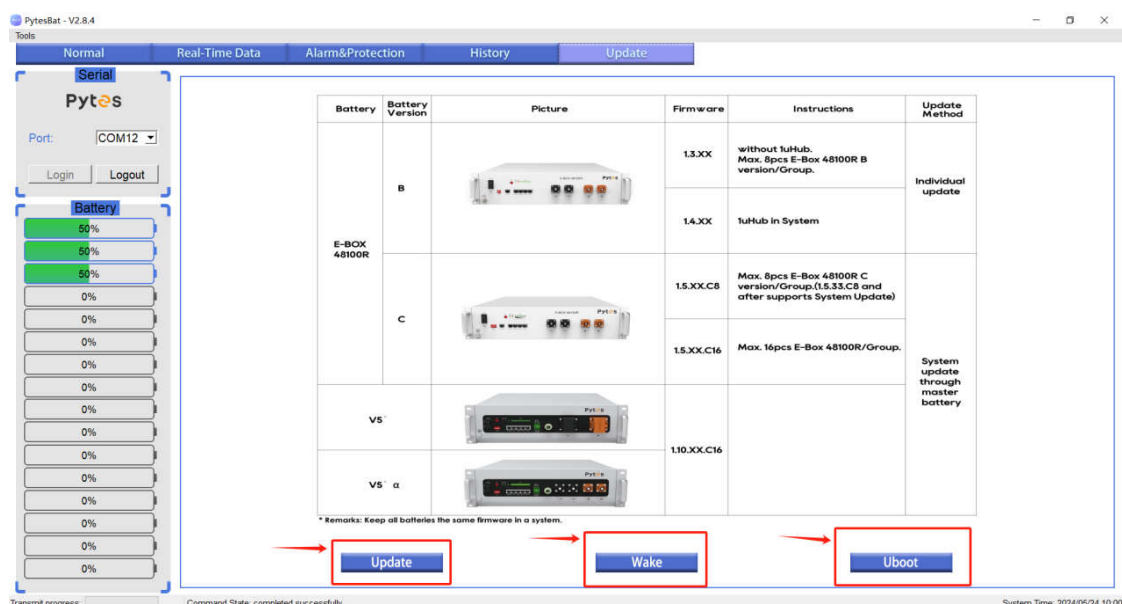 PytesBat - V2.8.4
Tools
Normal
Real-Time Data
Alarm&Protection
History
Update
Serial
Pytes
Port:
COM12
Login
Logout
Battery
50%
50%
50%
0%
0%
0%
0%
0%
0%
0%
0%
0%
0%
0%
0%
0%
Battery
Battery
Version
Picture
Firmware
Instructions
Update
Method
E-BOX
48100R
B
Pytes
1.3.XX
without 1uHub.
Max. 8pcs E-Box 48100R B
version/Group.
Individual
update
1.4.XX
1uHub in System
C
Pytes
1.5.XX.C8
Max. 8pcs E-Box 48100R C
version/Group.(1.5.33.C8 and
after supports System Update)
1.5.XX.C16
Max. 16pcs E-Box 48100R/Group.
System
update
through
master
battery
V5°
Pytes
1.10.XX.C16
V5° α
Pytes
* Remarks: Keep all batteries the same firmware in a system.
Update
Wake
Uboot
Transmit progress:
Command State: completed successfully
System Time: 2024/05/24 10:00